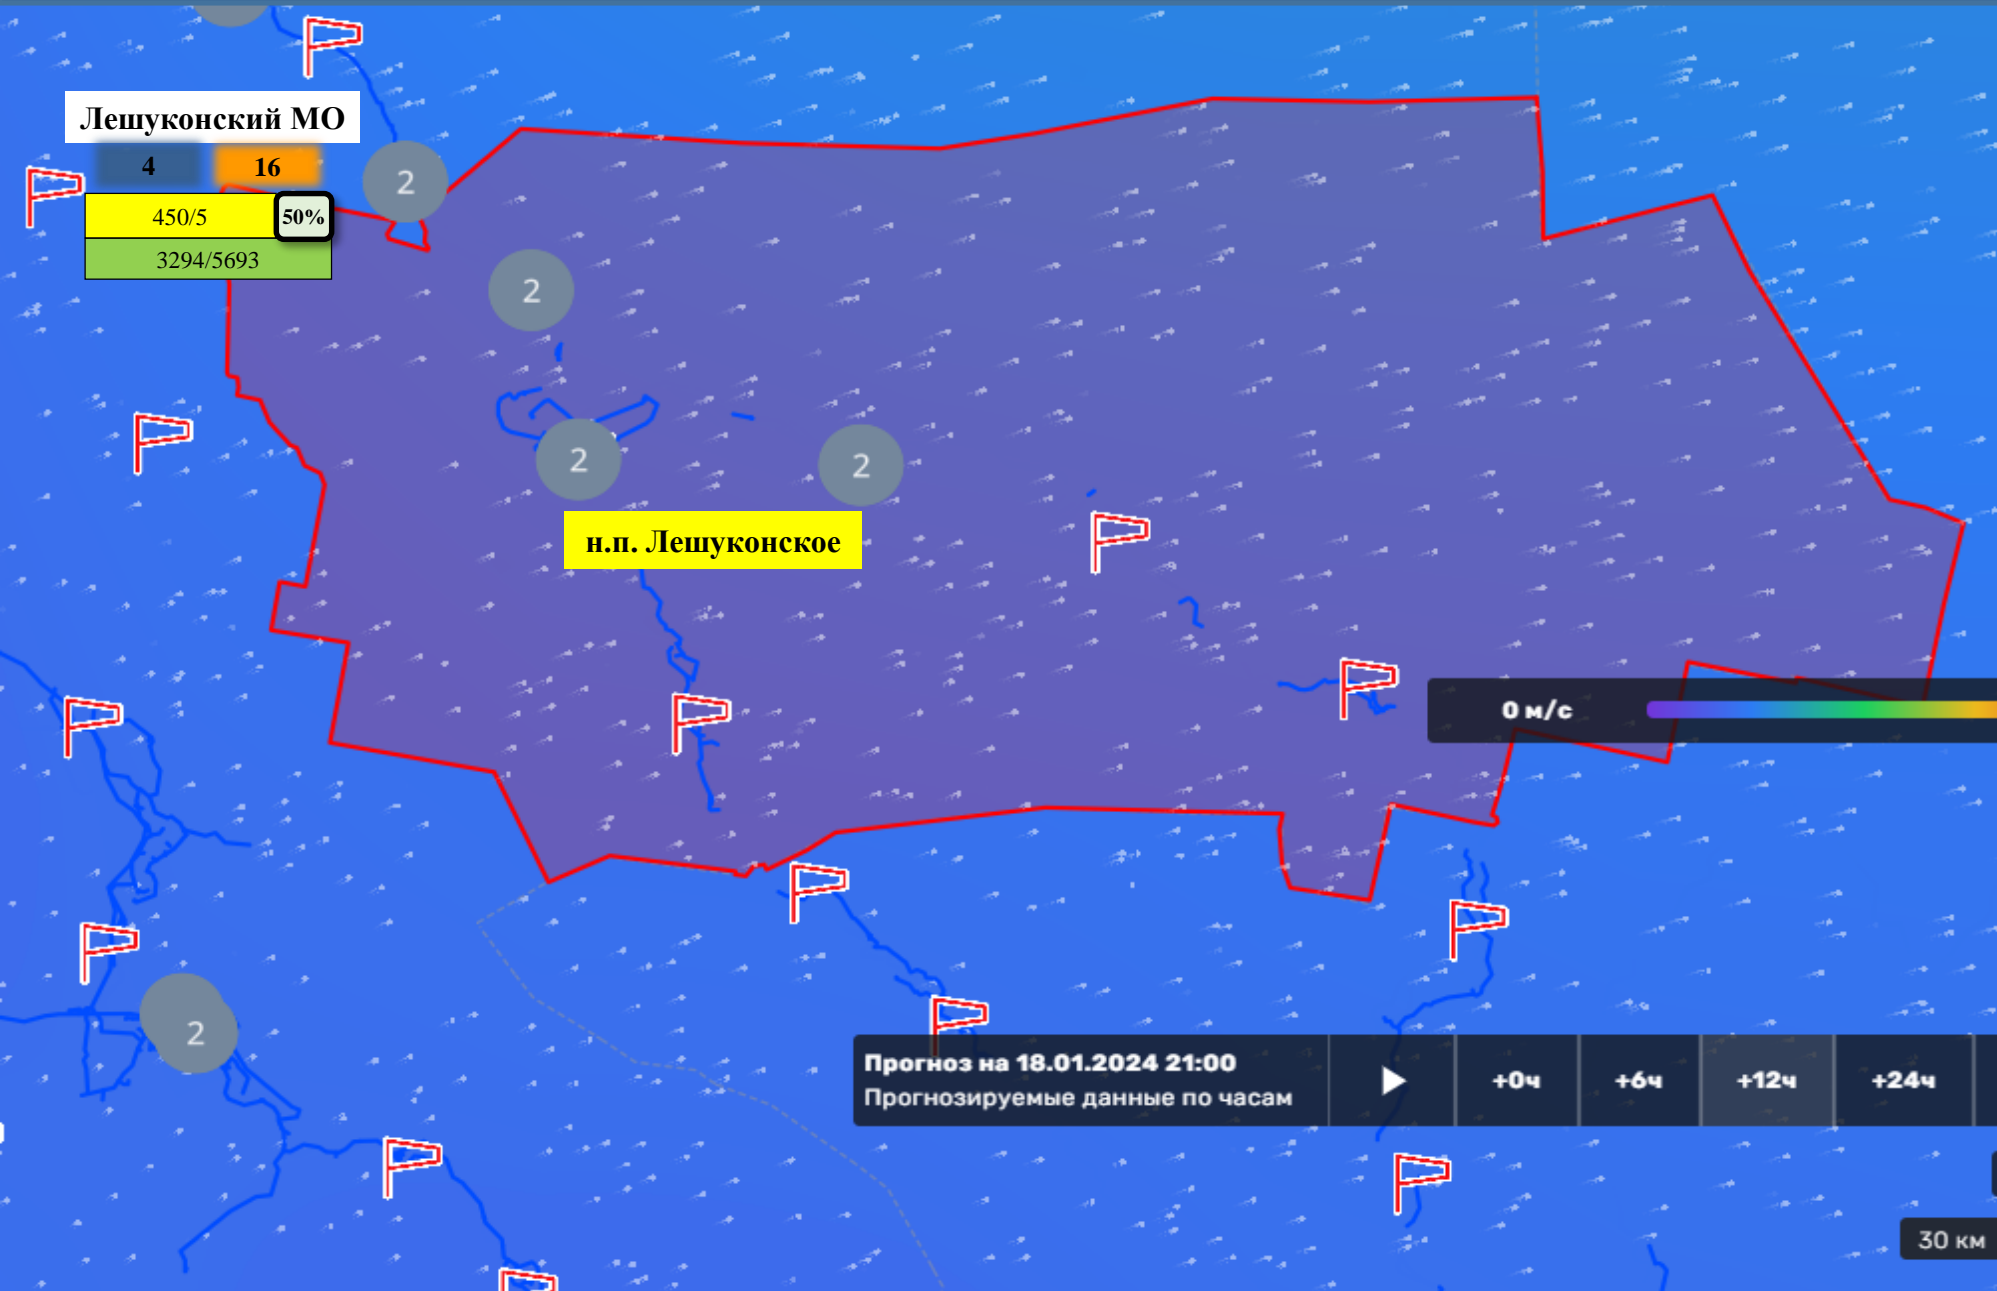 Лешуконский МО
4
16
2
450/5
50%
3294/5693
2
2
2
н.п. Лешуконское
0 м/с
2
Прогноз на 18.01.2024 21:00
Прогнозируемые данные по часам
+0ч
+6ч
+12ч
+24ч
30 км